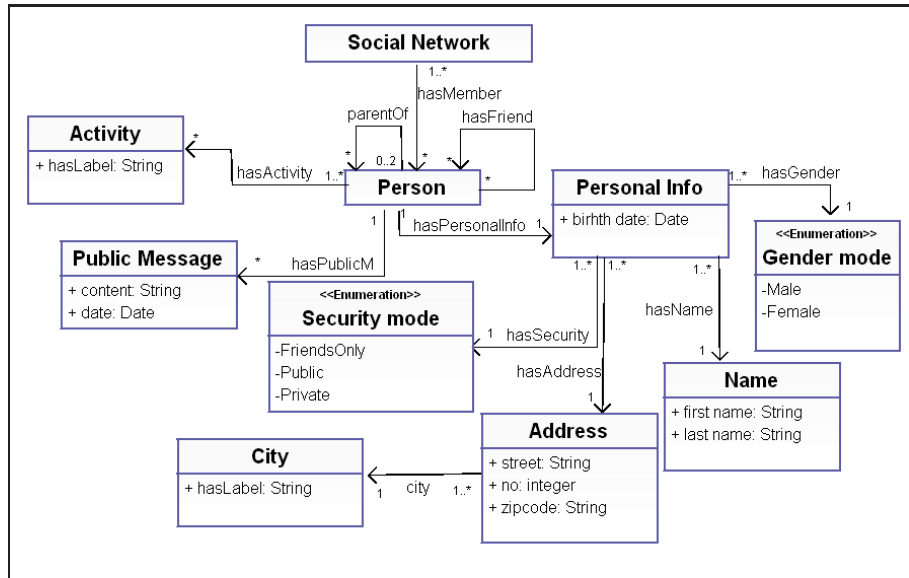 Social Network
1..*
hasMember
*
parentOf
*
0..2
hasFriend
*
*
Activity
+ hasLabel: String
*
hasActivity
1..*
Person
1
1
hasPersonalInfo
1
Personal Info
+ birhth date: Date
1..*
hasGender
1
<<Enumeration>>
Gender mode
-Male
-Female
Public Message
+ content: String
+ date: Date
*
hasPublicM
1..*
1..*
1..*
<<Enumeration>>
Security mode
-FriendsOnly
-Public
-Private
1
hasSecurity
hasAddress
1
hasName
1
Name
+ first name: String
+ last name: String
City
+ hasLabel: String
1
city
1..*
Address
+ street: String
+ no: integer
+ zipcode: String